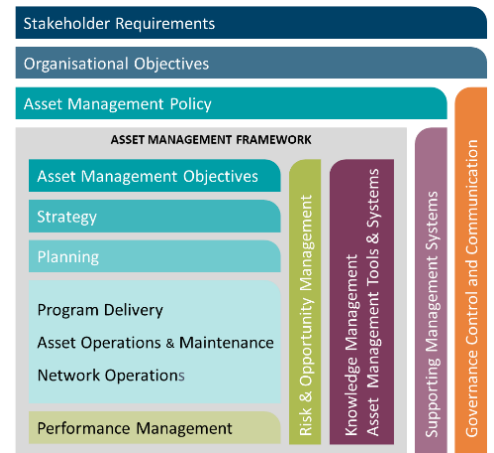 Stakeholder Requirements
Organisational Objectives
Asset Management Policy
ASSET MANAGEMENT FRAMEWORK
Asset Management Objectives
Strategy
Planning
Program Delivery
Asset Operations & Maintenance
Network Operations
Performance Management
Risk & Opportunity Management
Knowledge Management
Asset Management Tools & Systems
Supporting Management Systems
Governance Control and Communication